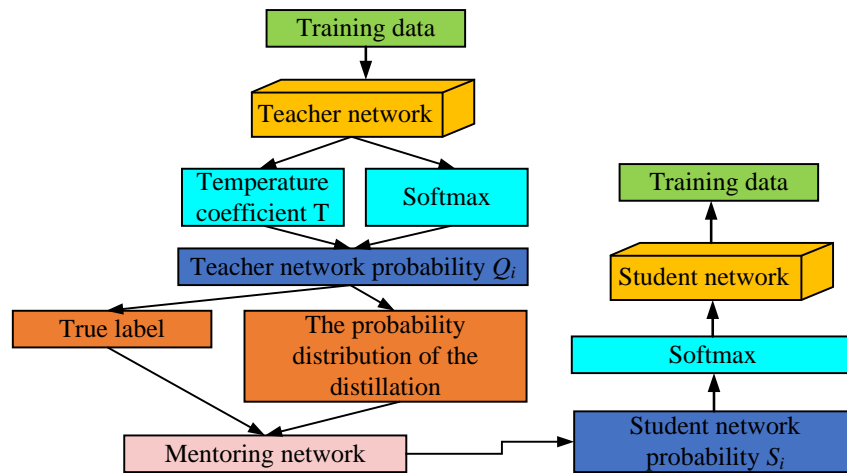 Training data
Teacher network
Temperature
coefficient T
Softmax
Teacher network probability Qi
True label
The probability
distribution of the
distillation
Mentoring network
Training data
Student network
Softmax
Student network
probability Si